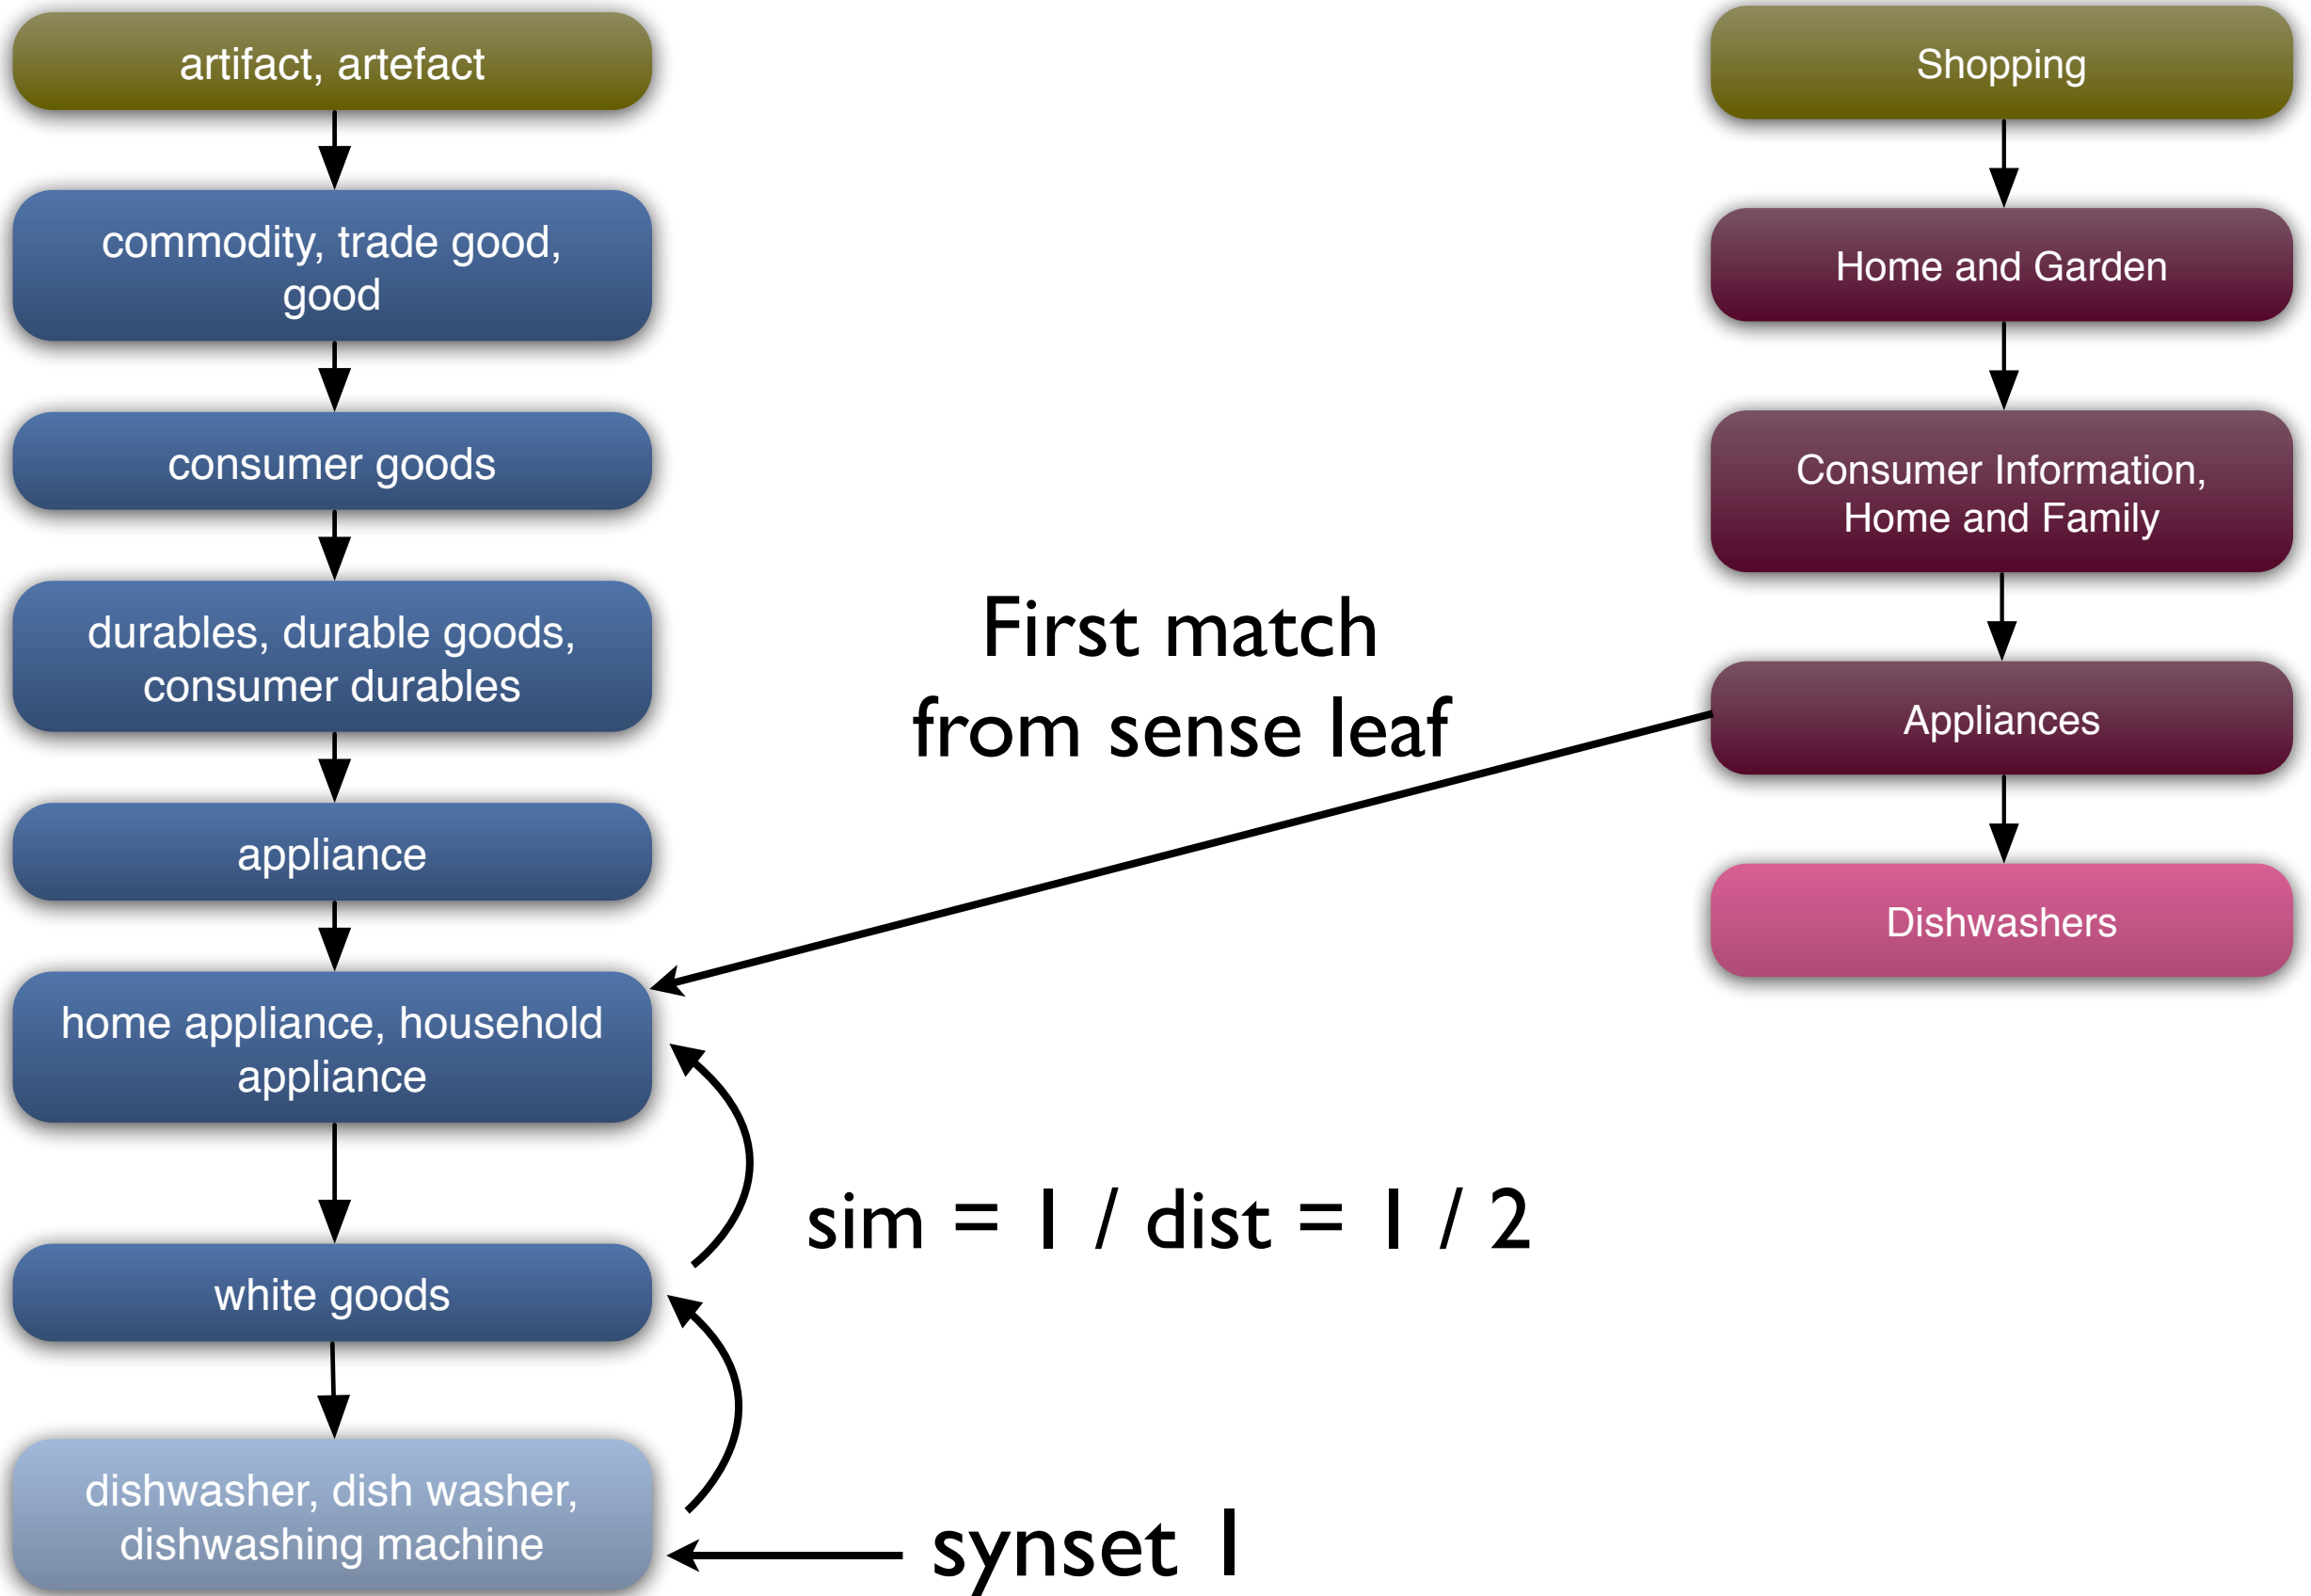 artifact, artefact
commodity, trade good,
good
consumer goods
durables, durable goods,
consumer durables
appliance
home appliance, household
appliance
white goods
dishwasher, dish washer,
dishwashing machine
First match
from sense leaf
sim = 1 / dist = 1 / 2
synset 1
Shopping
Home and Garden
Consumer Information,
Home and Family
Appliances
Dishwashers